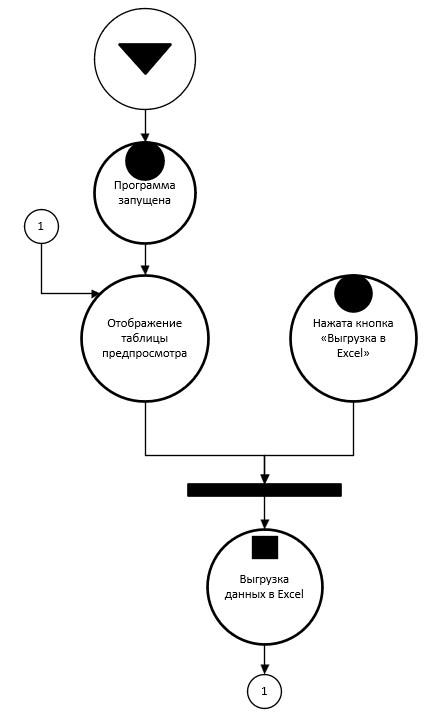 Программа
запущена
1
Отображение
таблицы
предпросмотра
Нажата кнопка
«Выгрузка в
Excel»
Выгрузка
данных в Excel
1